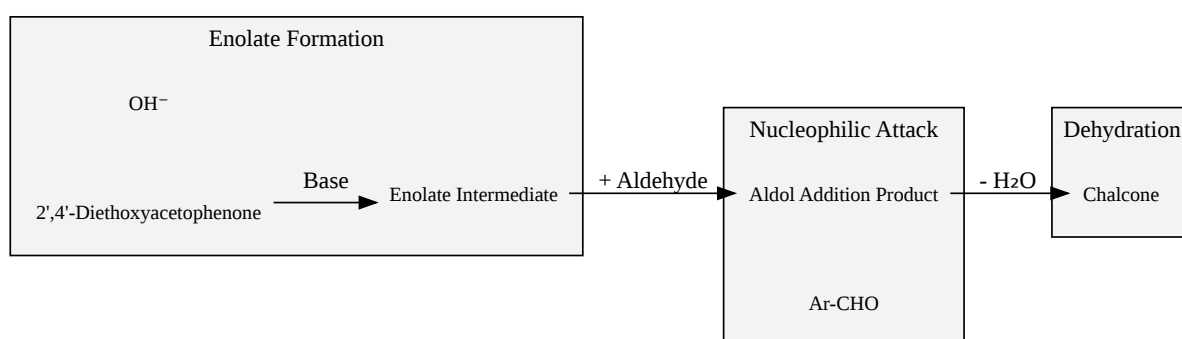 Enolate Formation
OH⁻
2',4'-Diethoxyacetophenone
Base
Enolate Intermediate
+ Aldehyde
Nucleophilic Attack
Aldol Addition Product
Ar-CHO
- H₂O
Dehydration
Chalcone